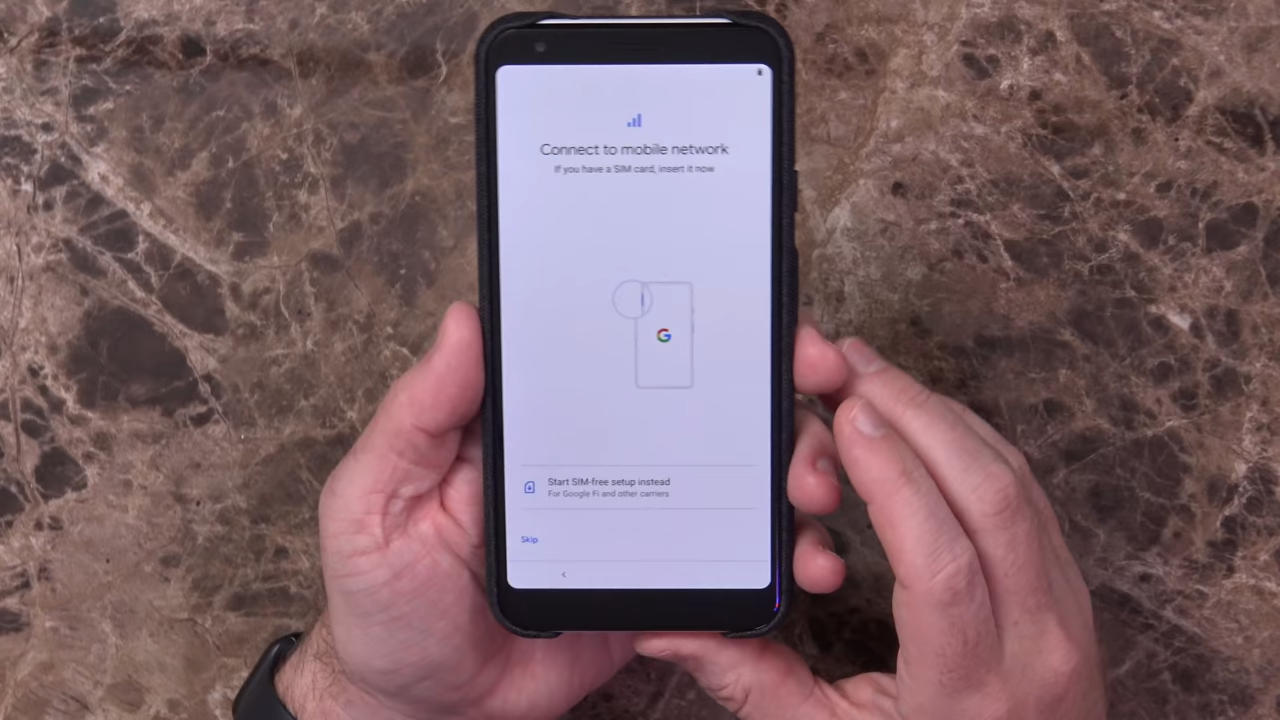 Connect to mobile network
If you have a SIM card, insert it now
G
Start SIM-free setup instead
For Google Fi and other carriers
Skip